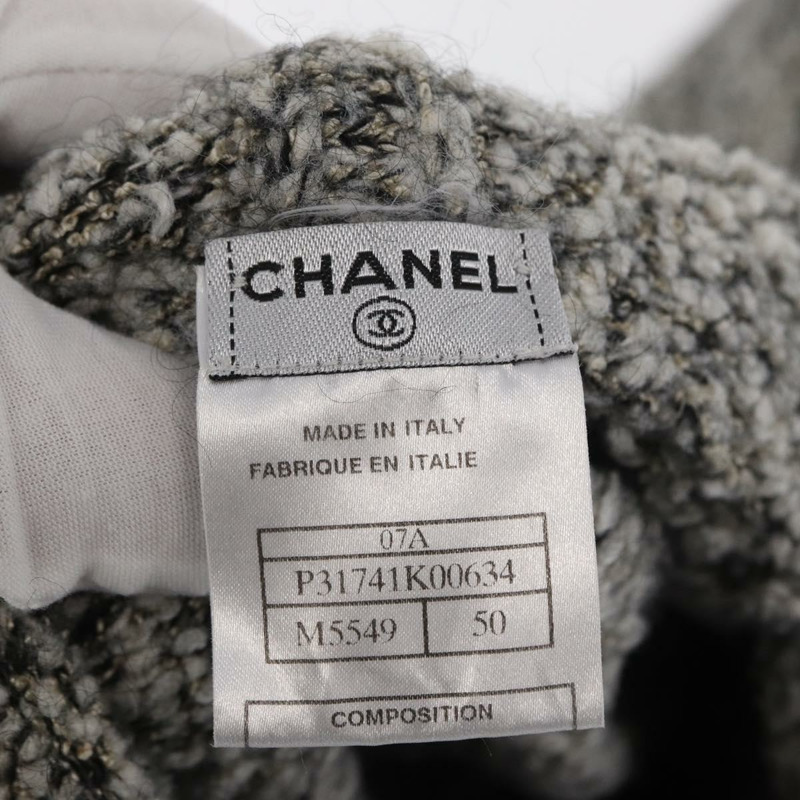 CHANEL
MADE IN ITALY
FABRIQUE EN ITALIE
07A
P31741K00634
M5549 50
COMPOSITION